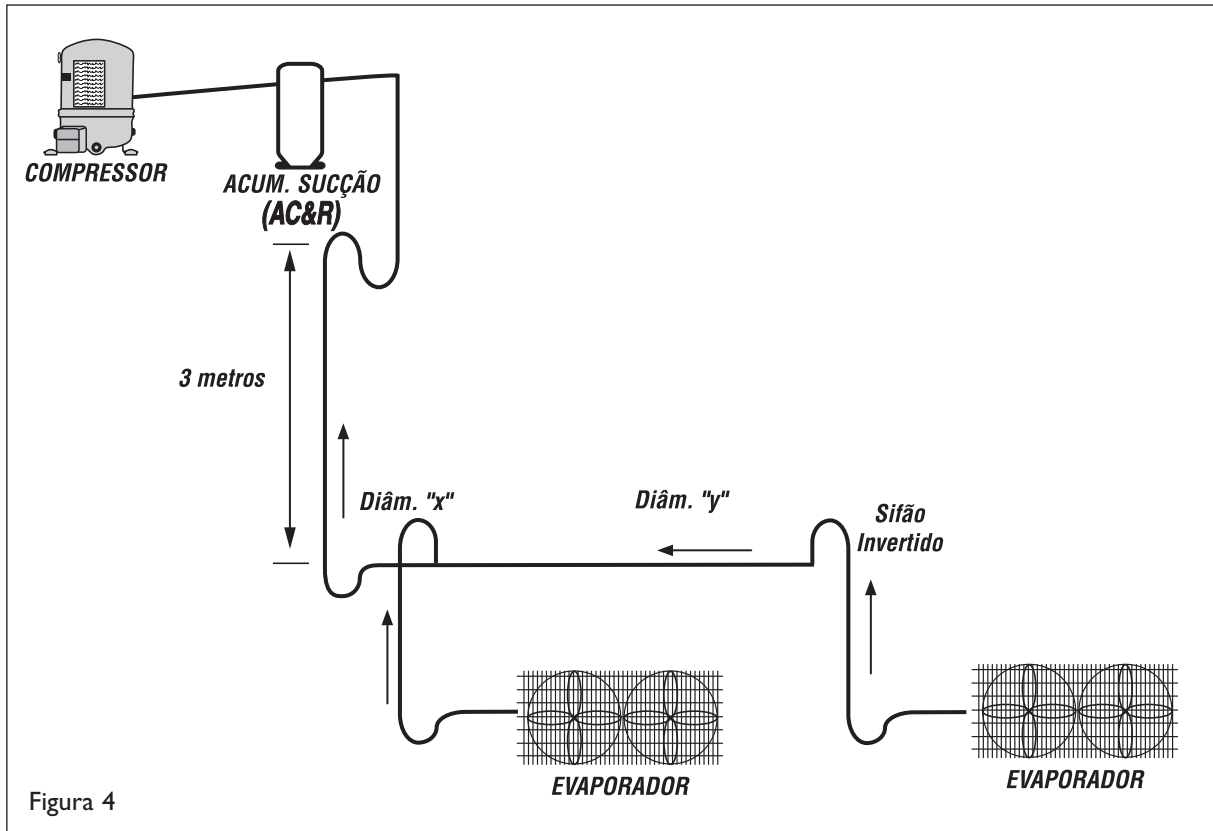 COMPRESSOR
ACUM. SUCÇÃO
(AC&R)
3 metros
Diâm. "x"
Diâm. "y"
Sifão
Invertido
EVAPORADOR
EVAPORADOR
Figura 4